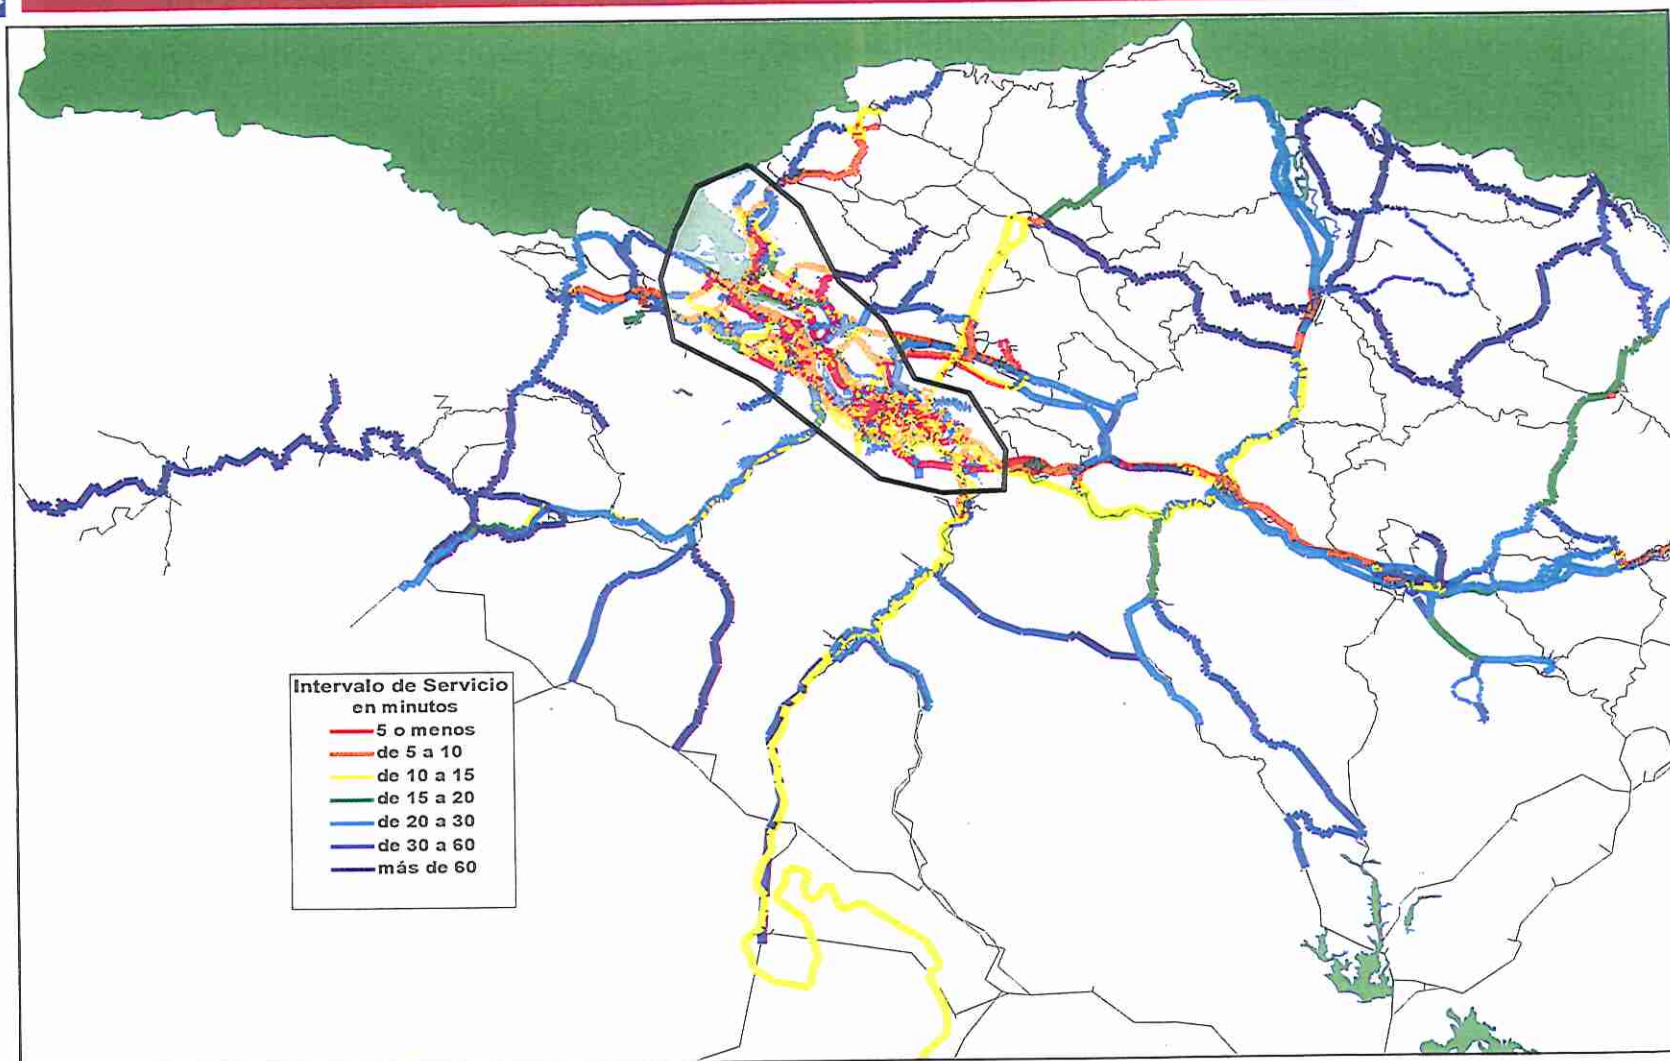 Intervalo de Servicio
en minutos
5 o menos
de 5 a 10
de 10 a 15
de 15 a 20
de 20 a 30
de 30 a 60
más de 60